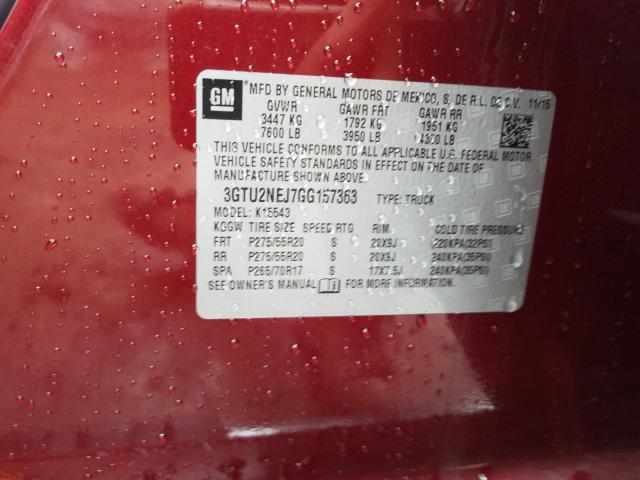 GM
MFD BY GENERAL MOTORS DE MEXICO, S. DE R.L. DE C.V. 11/15
GVWR GAWR FRT GAWR RR
3447 KG 1792 KG 1951 KG
7600 LB 3950 LB 4300 LB
THIS VEHICLE CONFORMS TO ALL APPLICABLE U.S. FEDERAL MOTOR
VEHICLE SAFETY STANDARDS IN EFFECT ON THE DATE OF
MANUFACTURE SHOWN ABOVE.
3GTU2NEJ7GG157363 TYPE: TRUCK
MODEL: K15543
KGGW TIRE SIZE SPEED RTG RIM COLD TIRE PRESSURE
FRT P275/55R20 S 20X9J 220KPA(32PSI)
RR P275/55R20 S 20X9J 240KPA(35PSI)
SPA P265/70R17 S 17X7.5J 240KPA(35PSI)
SEE OWNER'S MANUAL FOR MORE INFORMATION.